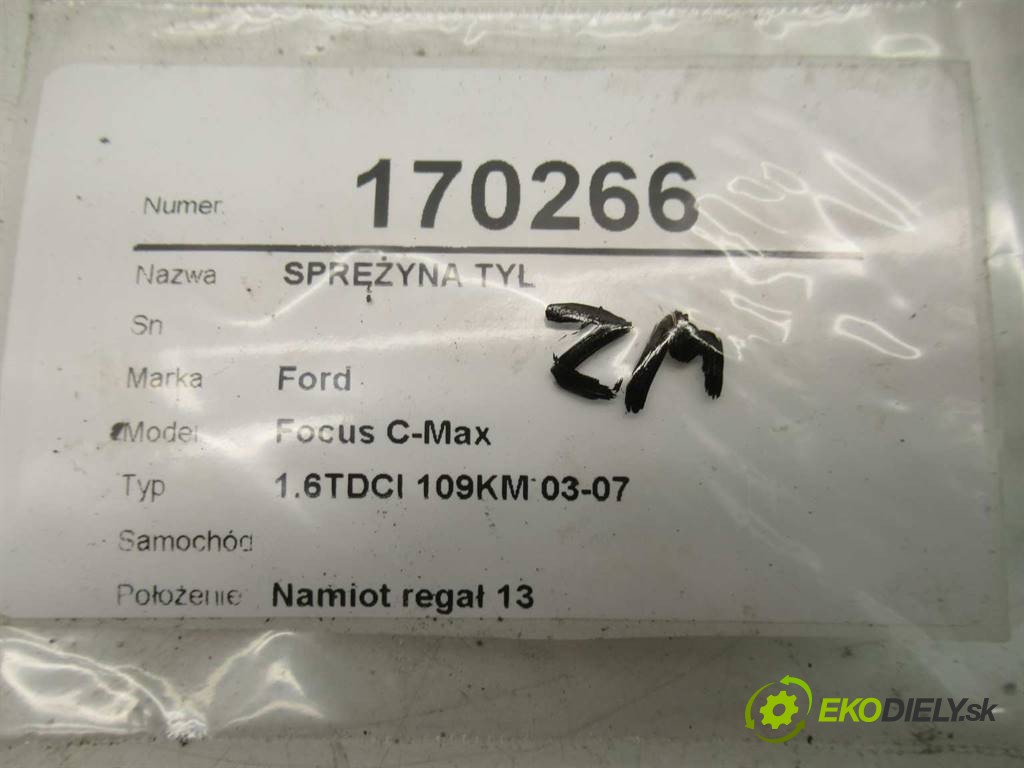 Numer 170266
Nazwa SPRĘŻYNA TYŁ
Sn
ZM
Marka Ford
Model Focus C-Max
Typ 1.6TDCI 109KM 03-07
Samochód
Położenie Namiot regał 13
EKODIELY.sk